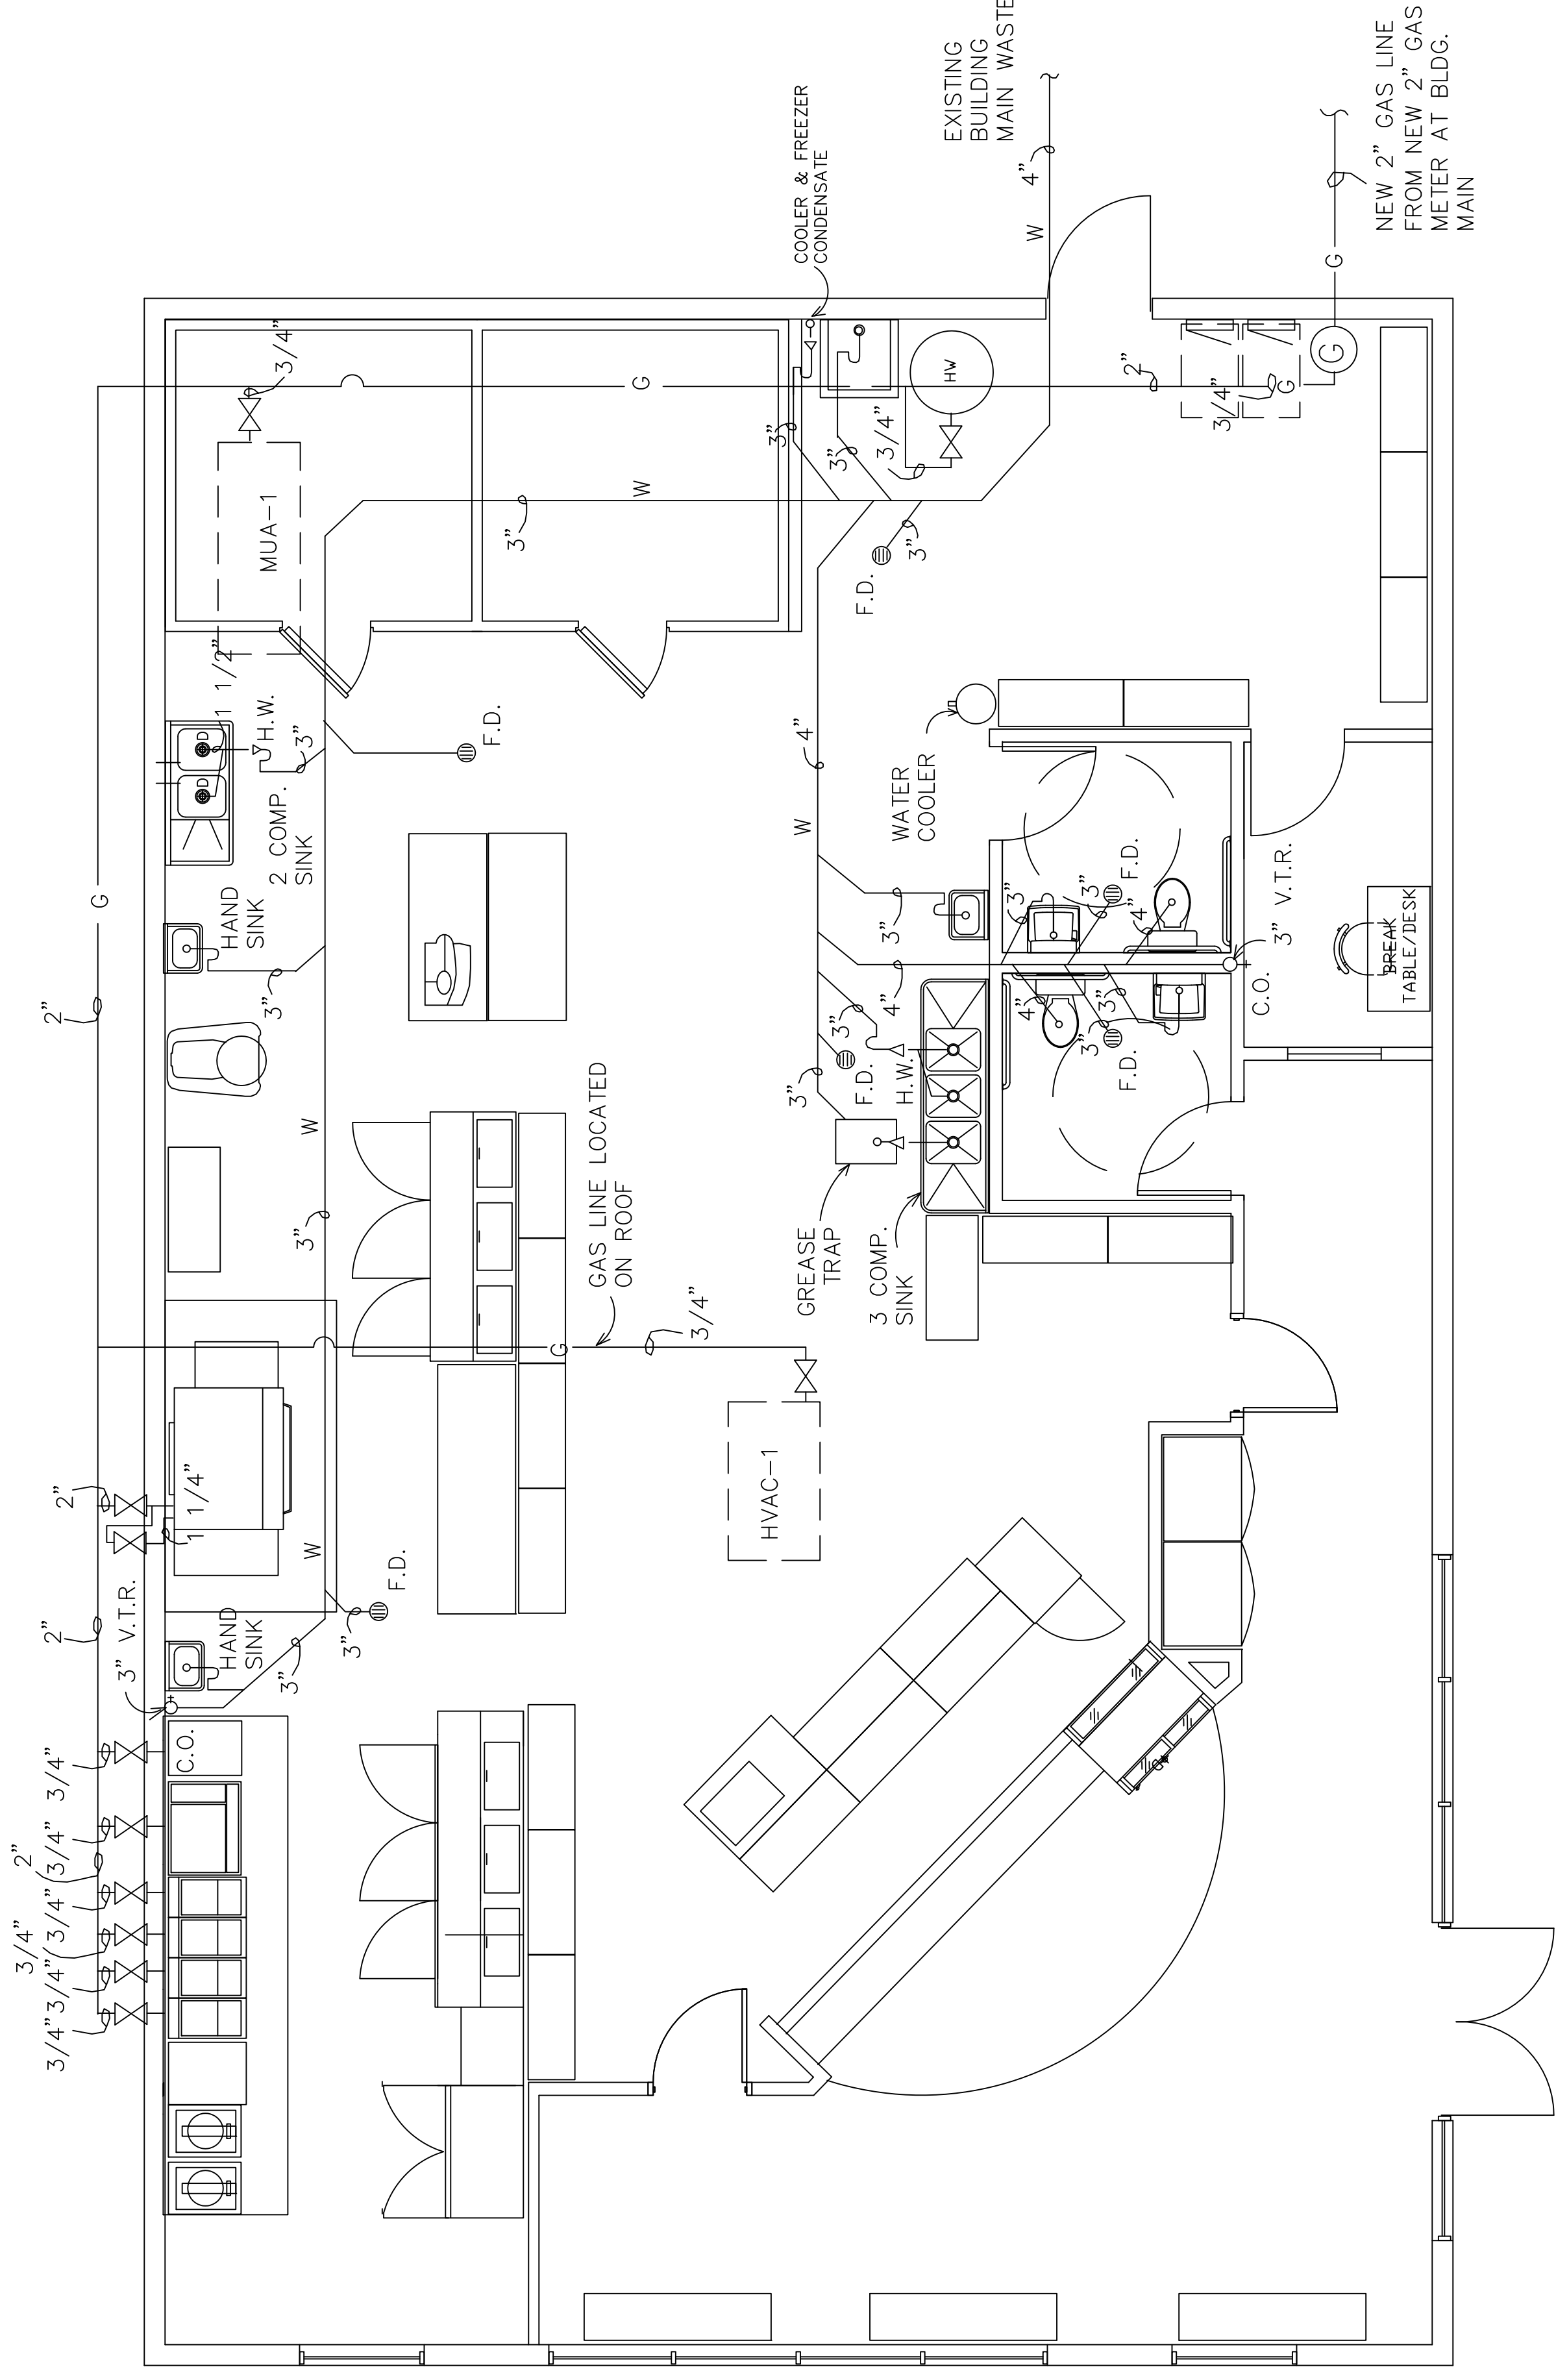 3/4"
2"
3/4"
3/4"
3/4"
3/4"
3/4"
2"
2"
2"
G
3" V.T.R.
C.O.
1 1/4"
HAND
SINK
3"
HAND
SINK
3"
1 1/2"
H.W.
3"
2 COMP.
SINK
D
D
MUA-1
3/4"
W
3"
W
3"
F.D.
F.D.
3"
W
G
G
GAS LINE LOCATED
ON ROOF
3/4"
HVAC-1
GREASE
TRAP
3 COMP.
SINK
3"
F.D.
H.W.
3"
4"
3"
W
4"
3"
3"
3/4"
COOLER & FREEZER
CONDENSATE
F.D.
3"
HW
WATER
COOLER
EXISTING
BUILDING
MAIN WASTE
4"
W
4"
3"
3"
F.D.
3"
3"
4"
F.D.
2"
3/4"
G
C.O.
3" V.T.R.
G
G
BREAK
TABLE/DESK
NEW 2" GAS LINE
FROM NEW 2" GAS
METER AT BLDG.
MAIN